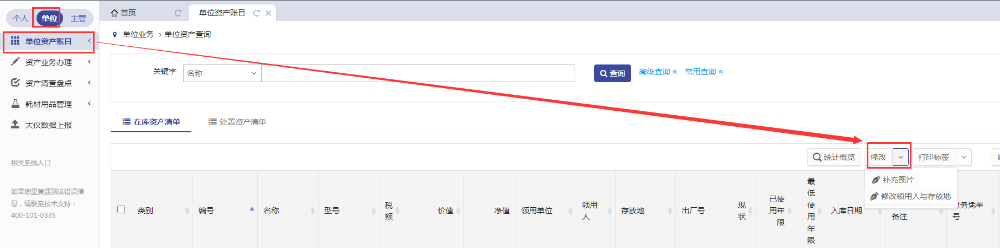 个人 单位 主管
首页
单位资产账目
单位资产账目
资产业务办理
资产清查盘点
耗材用品管理
大仪数据上报
相关系统入口
如果您重复遇到该错误信
息，请联系技术支持：
400-101-0335
单位业务 > 单位资产查询
关键字 名称 查询 高级查询 常用查询
在库资产清单 处置资产清单
统计概览 修改 打印标签
补充图片
修改领用人与存放地
类别
编号
名称
型号
税
额
价值
净值
领用单位
领用
人
存放地
出厂号
现
状
已使
用年
限
最
低
使
用
年
限
入库日期
备注
务凭单
号